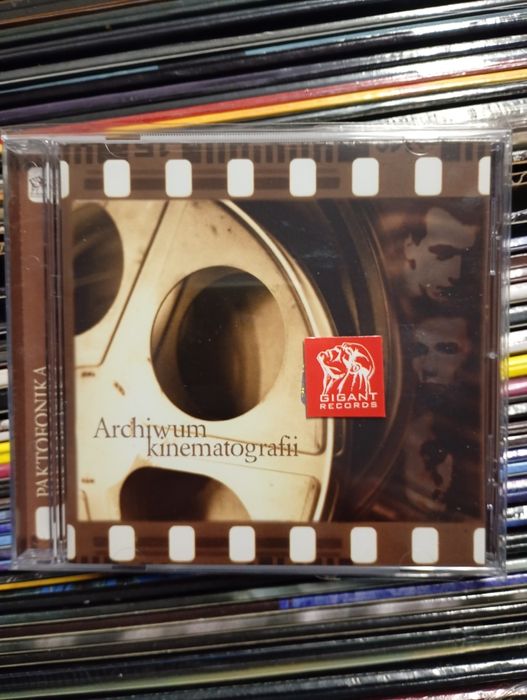 PAKTOFONIKA
Archiwum
kinematografii
GIGANT
RECORDS